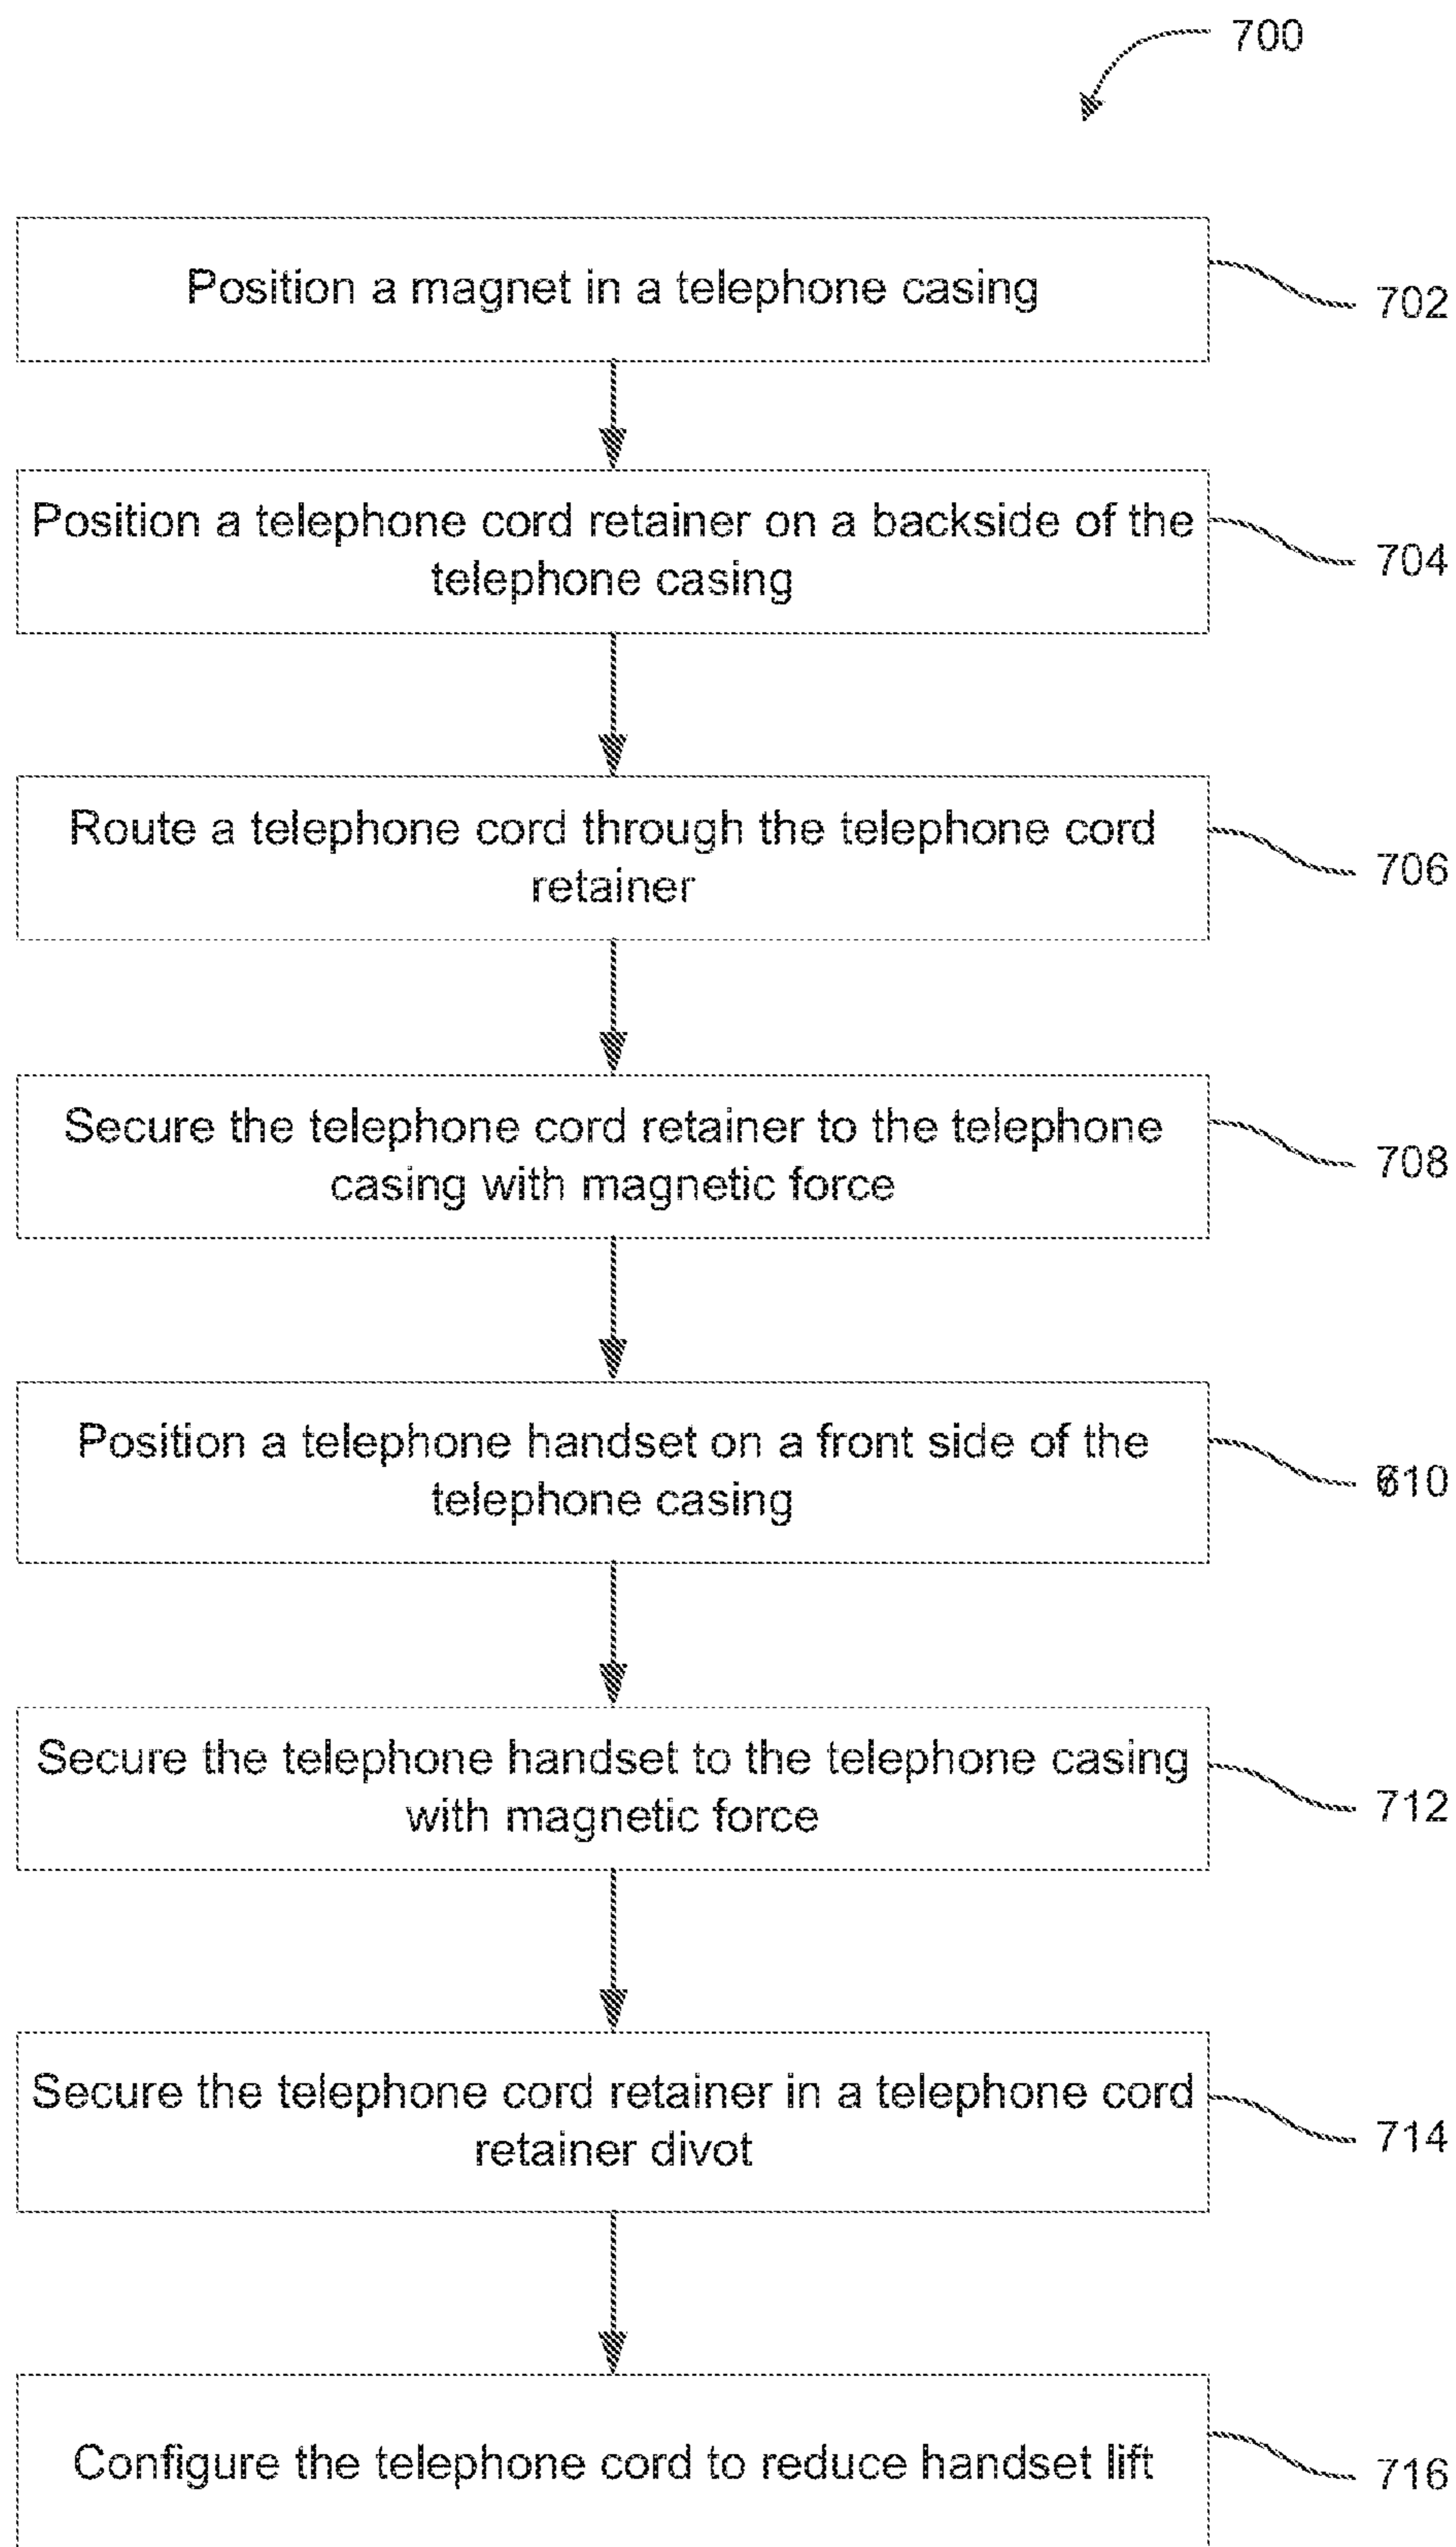 700
Position a magnet in a telephone casing
702
Position a telephone cord retainer on a backside of the
telephone casing
704
Route a telephone cord through the telephone cord
retainer
706
Secure the telephone cord retainer to the telephone
casing with magnetic force
708
Position a telephone handset on a front side of the
telephone casing
Secure the telephone handset to the telephone casing
with magnetic force
712
Secure the telephone cord retainer in a telephone cord
retainer divot
714
Configure the telephone cord to reduce handset lift
716